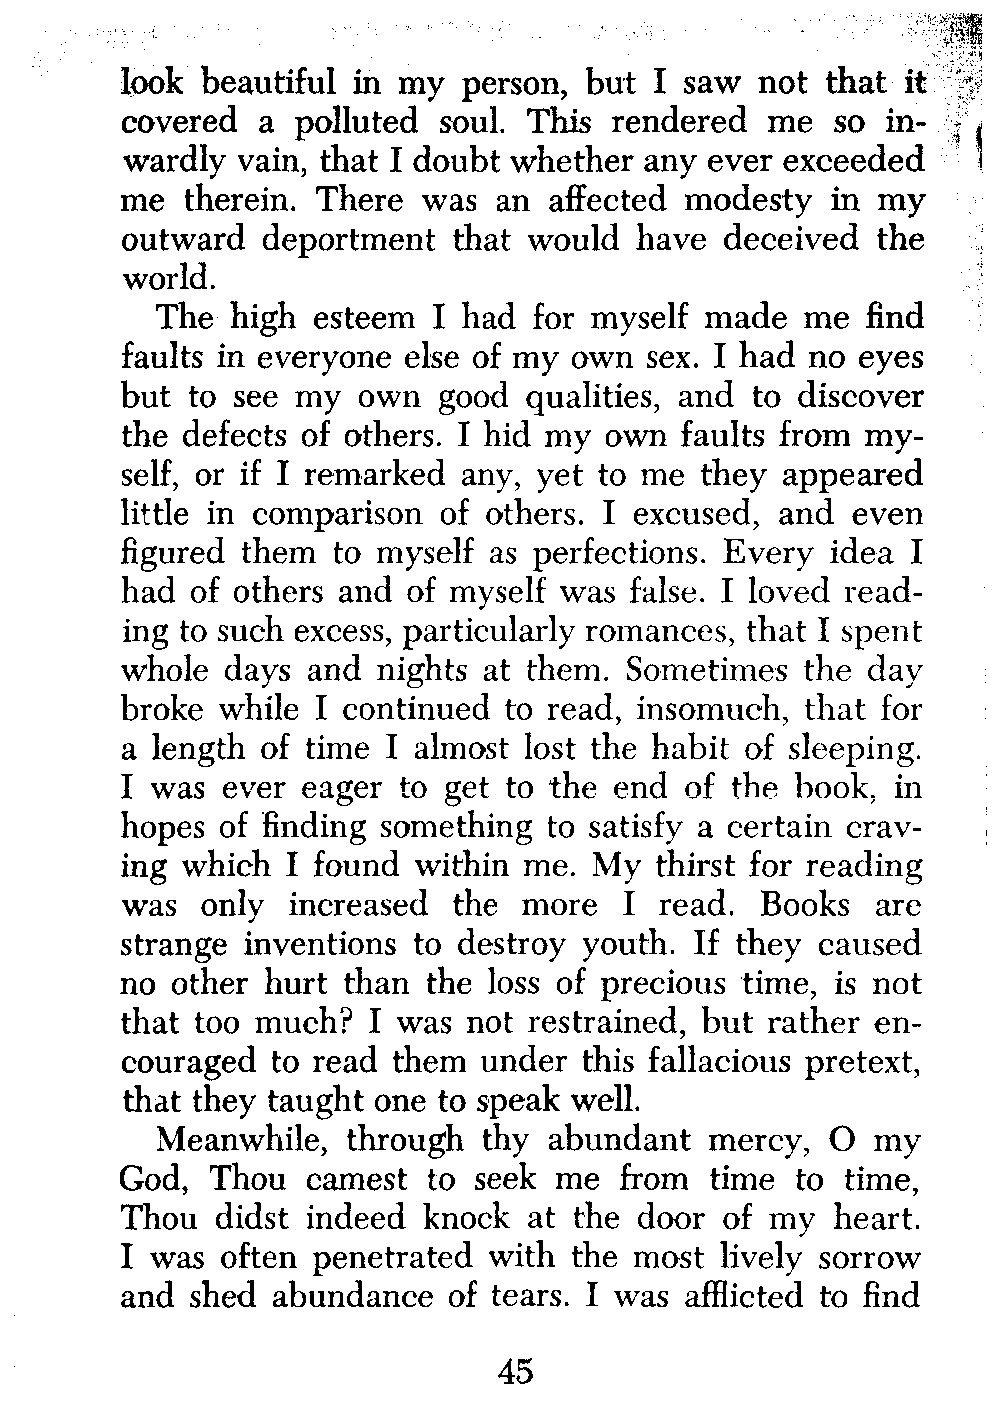 look beautiful in my person, but I saw not that it
covered a polluted soul. This rendered me so in-
wardly vain, that I doubt whether any ever exceeded
me therein. There was an affected modesty in my
outward deportment that would have deceived the
world.
The high esteem I had for myself made me find
faults in everyone else of my own sex. I had no eyes
but to see my own good qualities, and to discover
the defects of others. I hid my own faults from my-
self, or if I remarked any, yet to me they appeared
little in comparison of others. I excused, and even
figured them to myself as perfections. Every idea I
had of others and of myself was false. I loved read-
ing to such excess, particularly romances, that I spent
whole days and nights at them. Sometimes the day
broke while I continued to read, insomuch, that for
a length of time I almost lost the habit of sleeping.
I was ever eager to get to the end of the book, in
hopes of finding something to satisfy a certain crav-
ing which I found within me. My thirst for reading
was only increased the more I read. Books are
strange inventions to destroy youth. If they caused
no other hurt than the loss of precious time, is not
that too much? I was not restrained, but rather en-
couraged to read them under this fallacious pretext,
that they taught one to speak well.
Meanwhile, through thy abundant mercy, O my
God, Thou camest to seek me from time to time,
Thou didst indeed knock at the door of my heart.
I was often penetrated with the most lively sorrow
and shed abundance of tears. I was afflicted to find
45